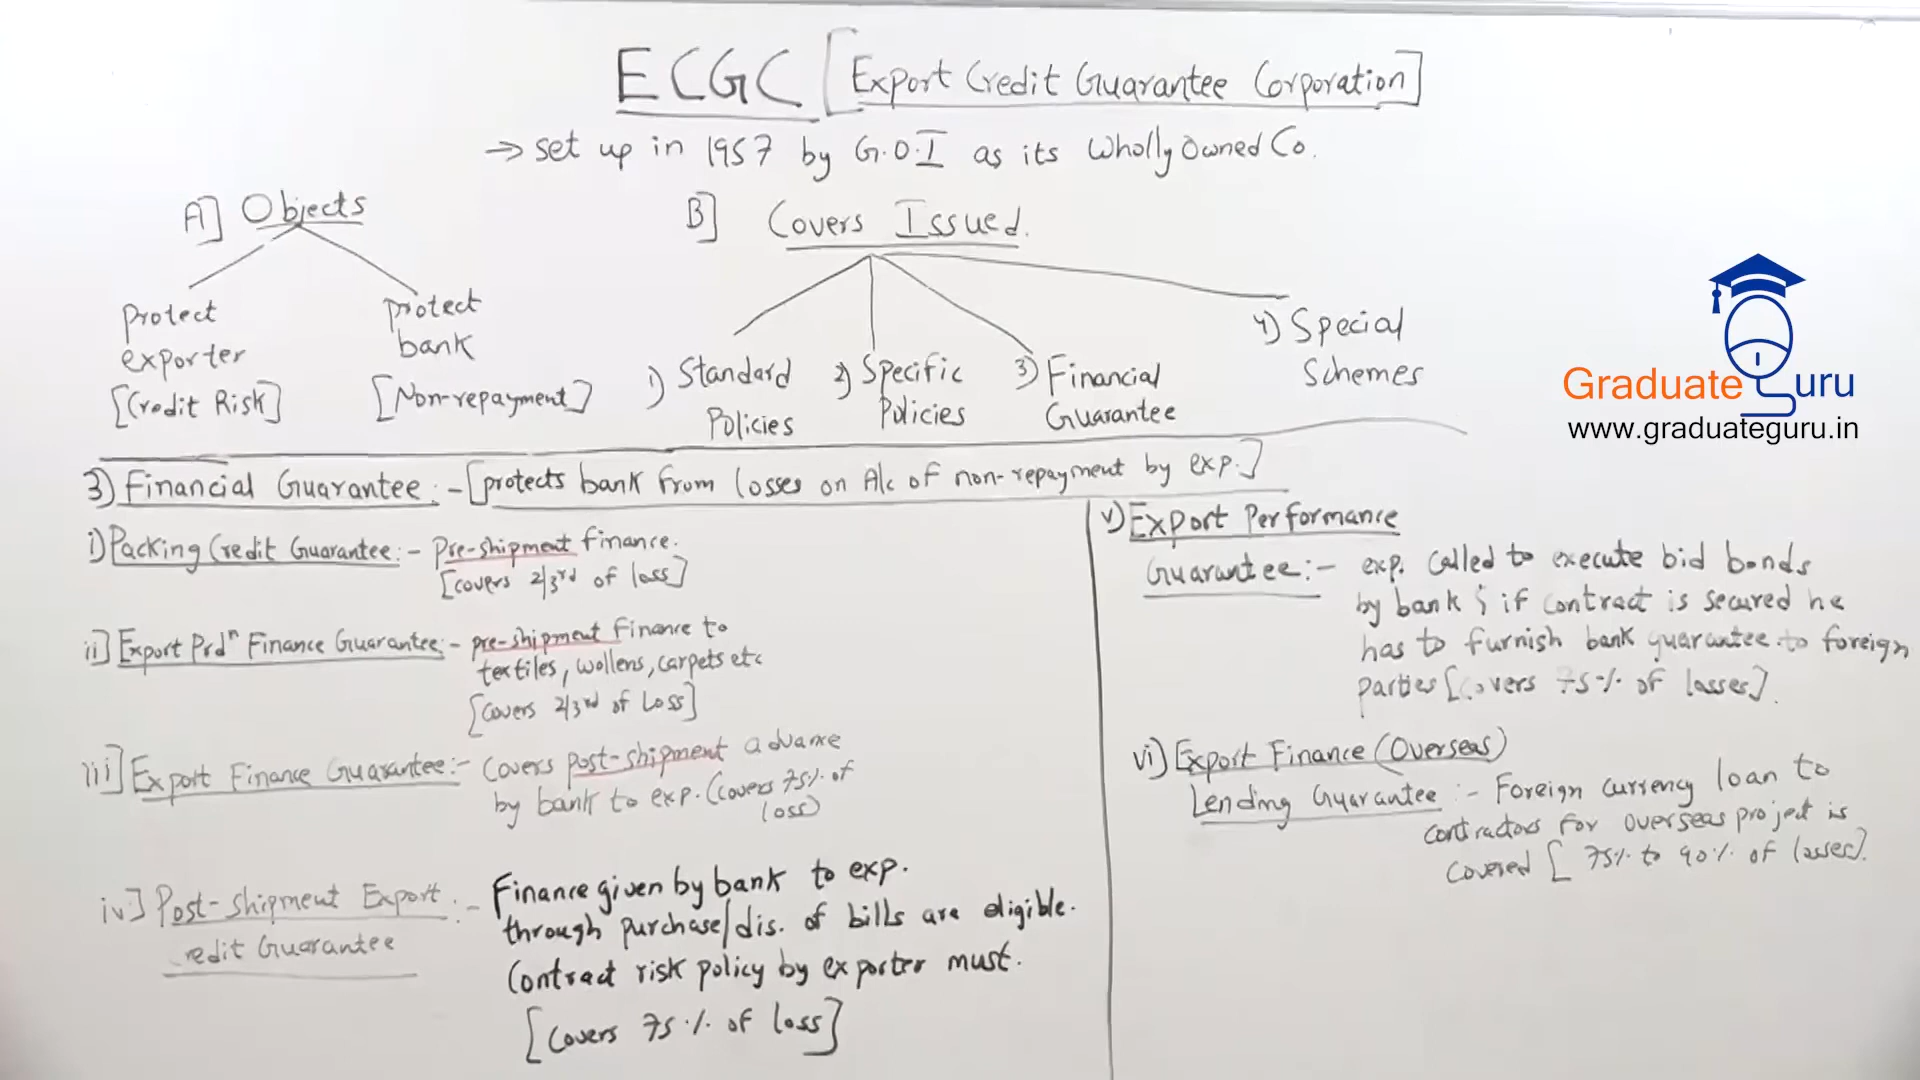 ECGC [Export Credit Guarantee Corporation]
→ set up in 1957 by G.O.I as its Wholly Owned Co.
A] Objects
protect
exporter
[Credit Risk]
protect
bank
[Non-repayment]
B] Covers Issued.
1) Standard
Policies
2) Specific
Policies
3) Financial
Guarantee
4) Special
Schemes
Graduate Guru
www.graduateguru.in
3) Financial Guarantee:- [protects bank from losses on A/c of non-repayment by exp.]
i) Packing Credit Guarantee:- Pre-shipment finance.
[covers 2/3rd of loss]
ii] Export Prdn Finance Guarantee:- pre-shipment finance to
textiles, wollens, carpets etc
[covers 2/3rd of loss]
iii] Export Finance Guarantee:- Covers post-shipment advance
by bank to exp. (covers 75% of
loss)
iv] Post-shipment Export :- Finance given by bank to exp.
redit Guarantee
through purchase/dis. of bills are eligible.
Contract risk policy by exporter must.
[Covers 75% of loss]
v) Export Performance
Guarantee:- exp. called to execute bid bonds
by bank & if contract is secured he
has to furnish bank guarantee to foreign
parties [covers 75% of losses].
vi) Export Finance (Overseas)
Lending Guarantee:- Foreign currency loan to
contractors for overseas project is
covered [75% to 90% of losses].